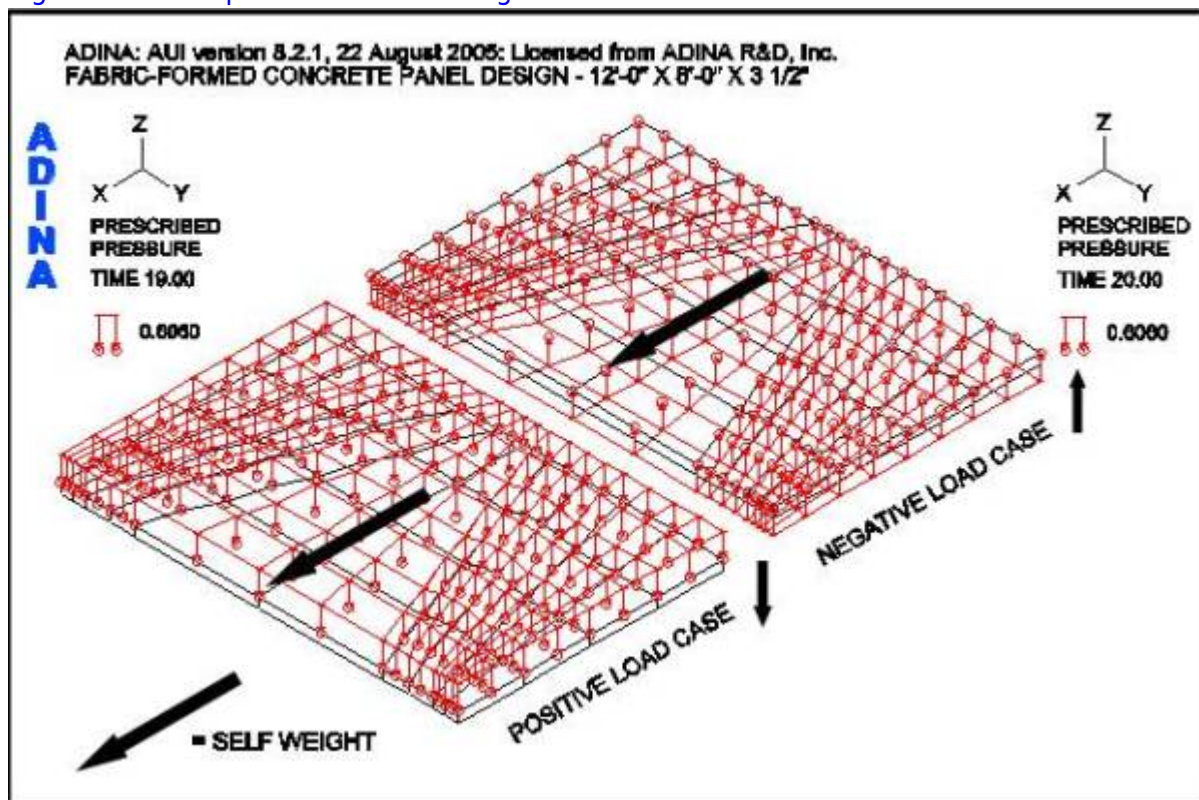 ADINA: AUI version 8.2.1, 22 August 2005: Licensed from ADINA R&D, Inc.
FABRIC-FORMED CONCRETE PANEL DESIGN - 12'-0" X 8'-0" X 3 1/2"
ADINA
Z
X Y
PRESCRIBED
PRESSURE
TIME 19.00
0.6060
Z
X Y
PRESCRIBED
PRESSURE
TIME 20.00
0.6060
NEGATIVE LOAD CASE
POSITIVE LOAD CASE
= SELF WEIGHT